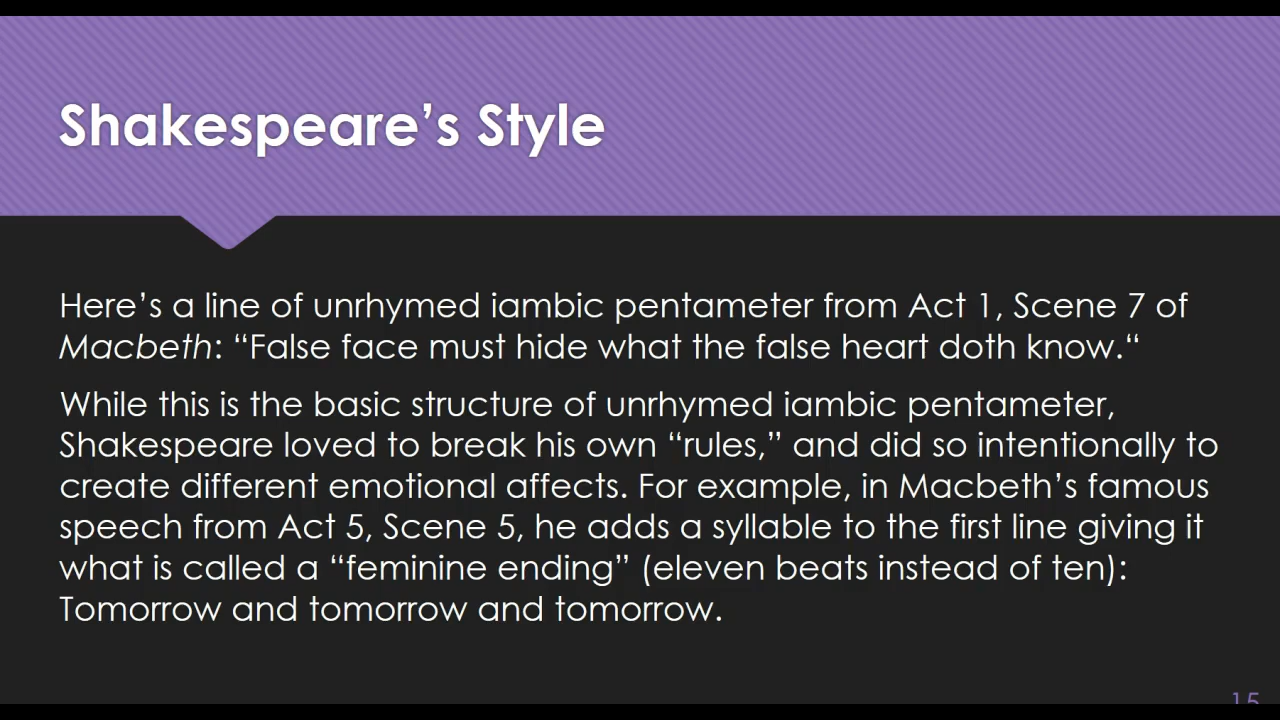 Shakespeare’s Style
Here’s a line of unrhymed iambic pentameter from Act 1, Scene 7 of
Macbeth: “False face must hide what the false heart doth know.“
While this is the basic structure of unrhymed iambic pentameter,
Shakespeare loved to break his own “rules,” and did so intentionally to
create different emotional affects. For example, in Macbeth’s famous
speech from Act 5, Scene 5, he adds a syllable to the first line giving it
what is called a “feminine ending” (eleven beats instead of ten):
Tomorrow and tomorrow and tomorrow.
15